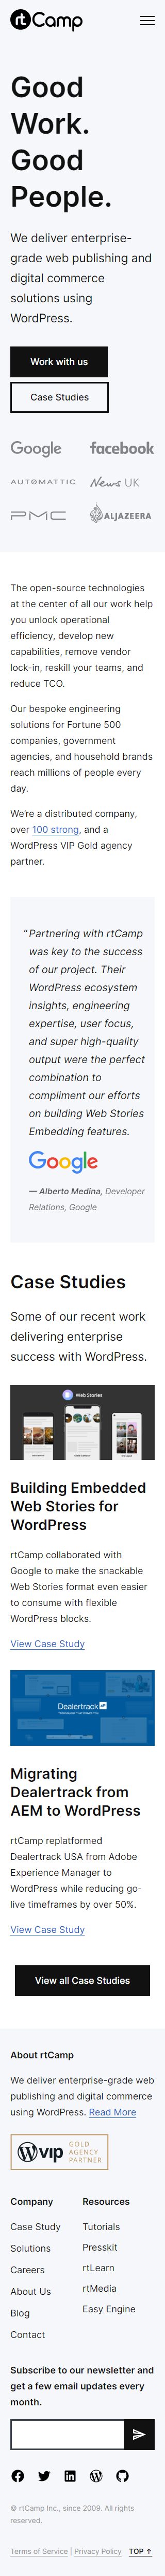 rtCamp
Good
Work.
Good
People.
We deliver enterprise-
grade web publishing and
digital commerce
solutions using
WordPress.
Work with us
Case Studies
Google facebook
AUTOMATTIC News UK
PMC ALJAZEERA
The open-source technologies
at the center of all our work help
you unlock operational
efficiency, develop new
capabilities, remove vendor
lock-in, reskill your teams, and
reduce TCO.
Our bespoke engineering
solutions for Fortune 500
companies, government
agencies, and household brands
reach millions of people every
day.
We're a distributed company,
over 100 strong, and a
WordPress VIP Gold agency
partner.
“Partnering with rtCamp
was key to the success
of our project. Their
WordPress ecosystem
insights, engineering
expertise, user focus,
and super high-quality
output were the perfect
combination to
compliment our efforts
on building Web Stories
Embedding features.
Google
— Alberto Medina, Developer
Relations, Google
Case Studies
Some of our recent work
delivering enterprise
success with WordPress.
Web Stories
Building Embedded
Web Stories for
WordPress
rtCamp collaborated with
Google to make the snackable
Web Stories format even easier
to consume with flexible
WordPress blocks.
View Case Study
Dealertrack
Migrating
Dealertrack from
AEM to WordPress
rtCamp replatformed
Dealertrack USA from Adobe
Experience Manager to
WordPress while reducing go-
live timeframes by over 50%.
View Case Study
View all Case Studies
About rtCamp
We deliver enterprise-grade web
publishing and digital commerce
using WordPress. Read More
vip GOLD
AGENCY
PARTNER
Company Resources
Case Study Tutorials
Solutions Presskit
Careers rtLearn
About Us rtMedia
Blog Easy Engine
Contact
Subscribe to our newsletter and
get a few email updates every
month.
© rtCamp Inc., since 2009. All rights
reserved.
Terms of Service | Privacy Policy TOP ↑